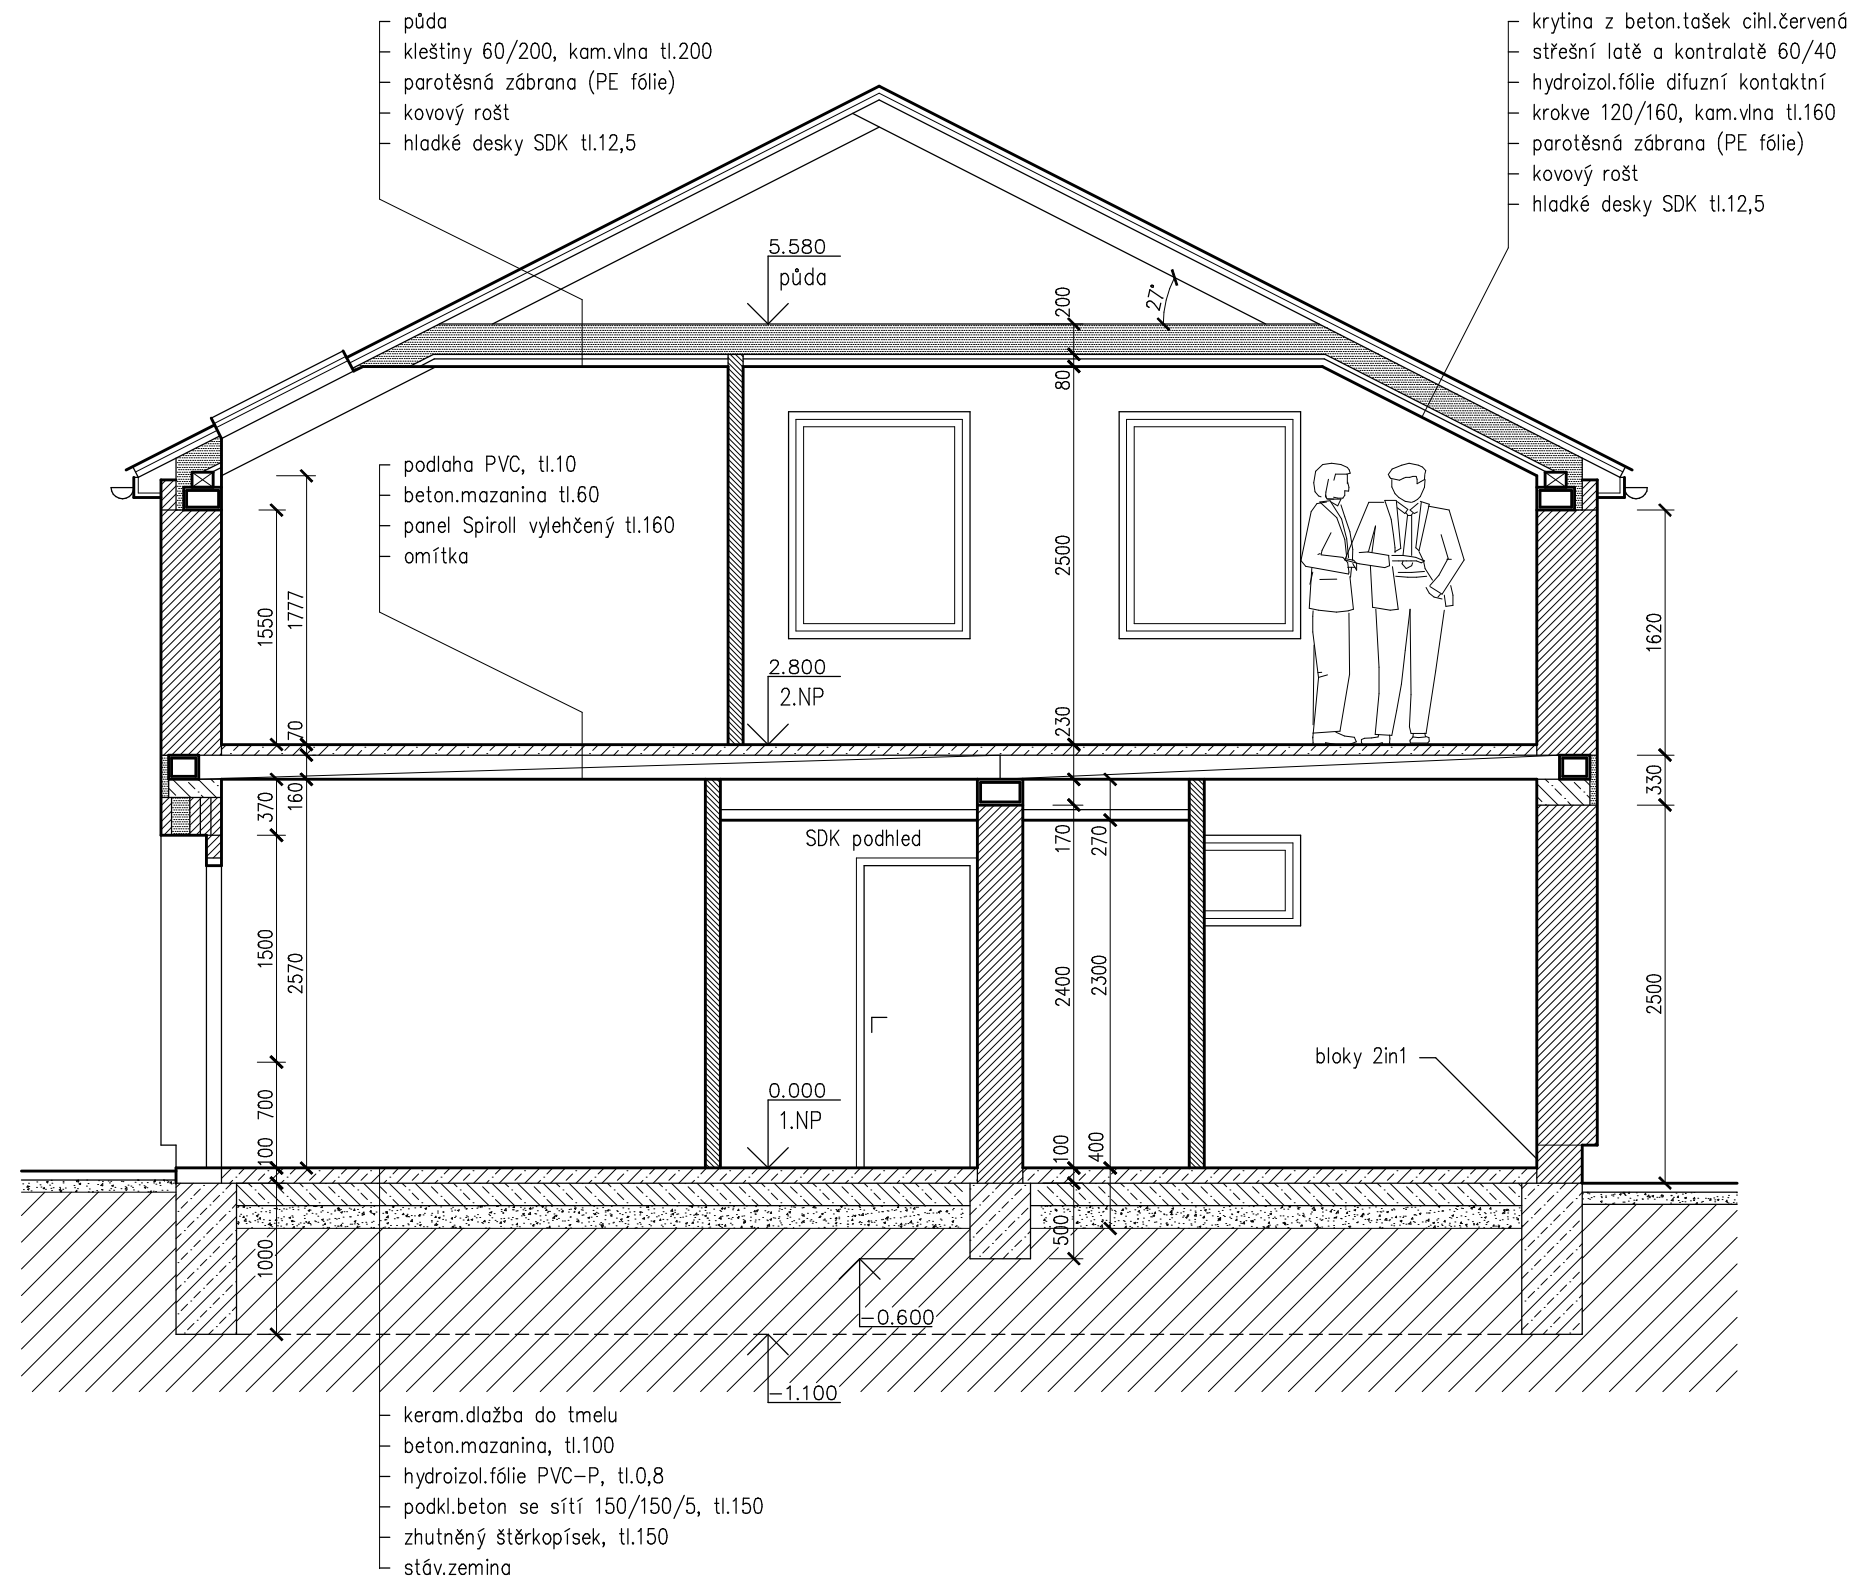 půda
kleštiny 60/200, kam.vlna tl.200
parotěsná zábrana (PE fólie)
kovový rošt
hladké desky SDK tl.12,5
krytina z beton.tašek cihl.červená
střešní latě a kontralatě 60/40
hydroizol.fólie difuzní kontaktní
krokve 120/160, kam.vlna tl.160
parotěsná zábrana (PE fólie)
kovový rošt
hladké desky SDK tl.12,5
5.580
půda
200
27°
80
podlaha PVC, tl.10
beton.mazanina tl.60
panel Spiroll vylehčený tl.160
omítka
1550
1777
2500
1620
2.800
2.NP
70
230
370
160
330
170
270
SDK podhled
1500
2570
2400
2300
2500
bloky 2in1
700
0.000
1.NP
100
100
400
1000
500
-0.600
-1.100
keram.dlažba do tmelu
beton.mazanina, tl.100
hydroizol.fólie PVC-P, tl.0,8
podkl.beton se sítí 150/150/5, tl.150
zhutněný štěrkopísek, tl.150
stáv.zemina